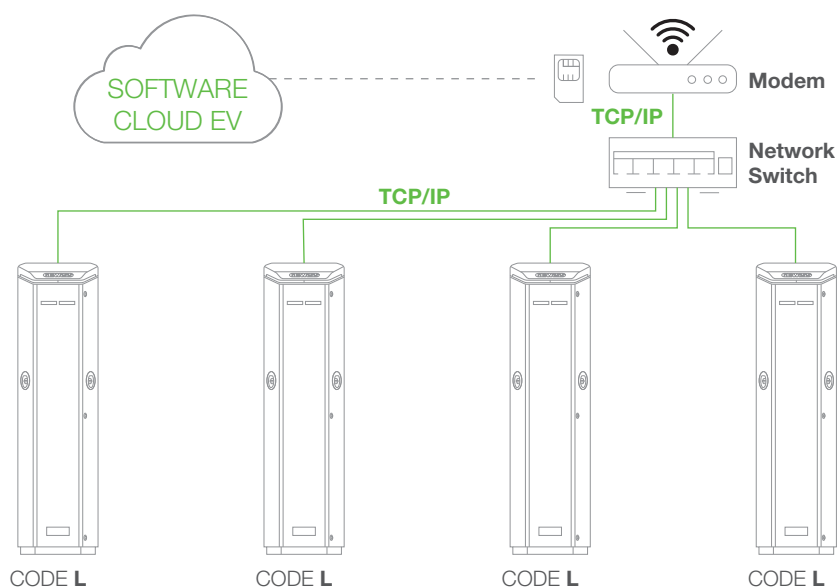 SOFTWARE
CLOUD EV
Modem
TCP/IP
Network
Switch
TCP/IP
CODE L
CODE L
CODE L
CODE L